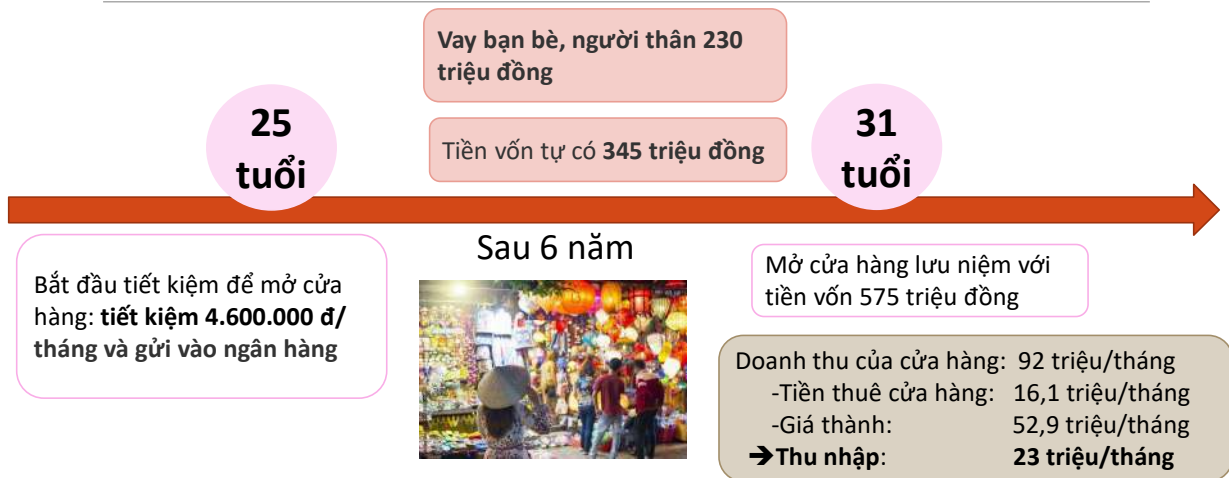 Vay bạn bè, người thân 230
triệu đồng
25
tuổi
Tiền vốn tự có 345 triệu đồng
31
tuổi
Sau 6 năm
Bắt đầu tiết kiệm để mở cửa
hàng: tiết kiệm 4.600.000 đ/
tháng và gửi vào ngân hàng
Mở cửa hàng lưu niệm với
tiền vốn 575 triệu đồng
Doanh thu của cửa hàng: 92 triệu/tháng
-Tiền thuê cửa hàng: 16,1 triệu/tháng
-Giá thành: 52,9 triệu/tháng
➔Thu nhập: 23 triệu/tháng